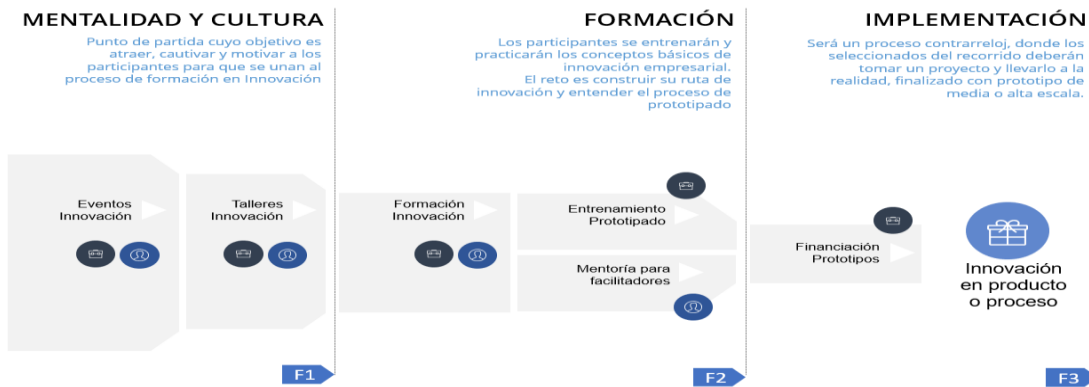 MENTALIDAD Y CULTURA
Punto de partida cuyo objetivo es
atraer, cautivar y motivar a los
participantes para que se unan al
proceso de formación en Innovación
Eventos
Innovación
Talleres
Innovación
F1
FORMACIÓN
Los participantes se entrenarán y
practicarán los conceptos básicos de
innovación empresarial.
El reto es construir su ruta de
innovación y entender el proceso de
prototipado
Formación
Innovación
Entrenamiento
Prototipado
Mentoría para
facilitadores
F2
IMPLEMENTACIÓN
Será un proceso contrarreloj, donde los
seleccionados del recorrido deberán
tomar un proyecto y llevarlo a la
realidad, finalizado con prototipo de
media o alta escala.
Financiación
Prototipos
Innovación
en producto
o proceso
F3